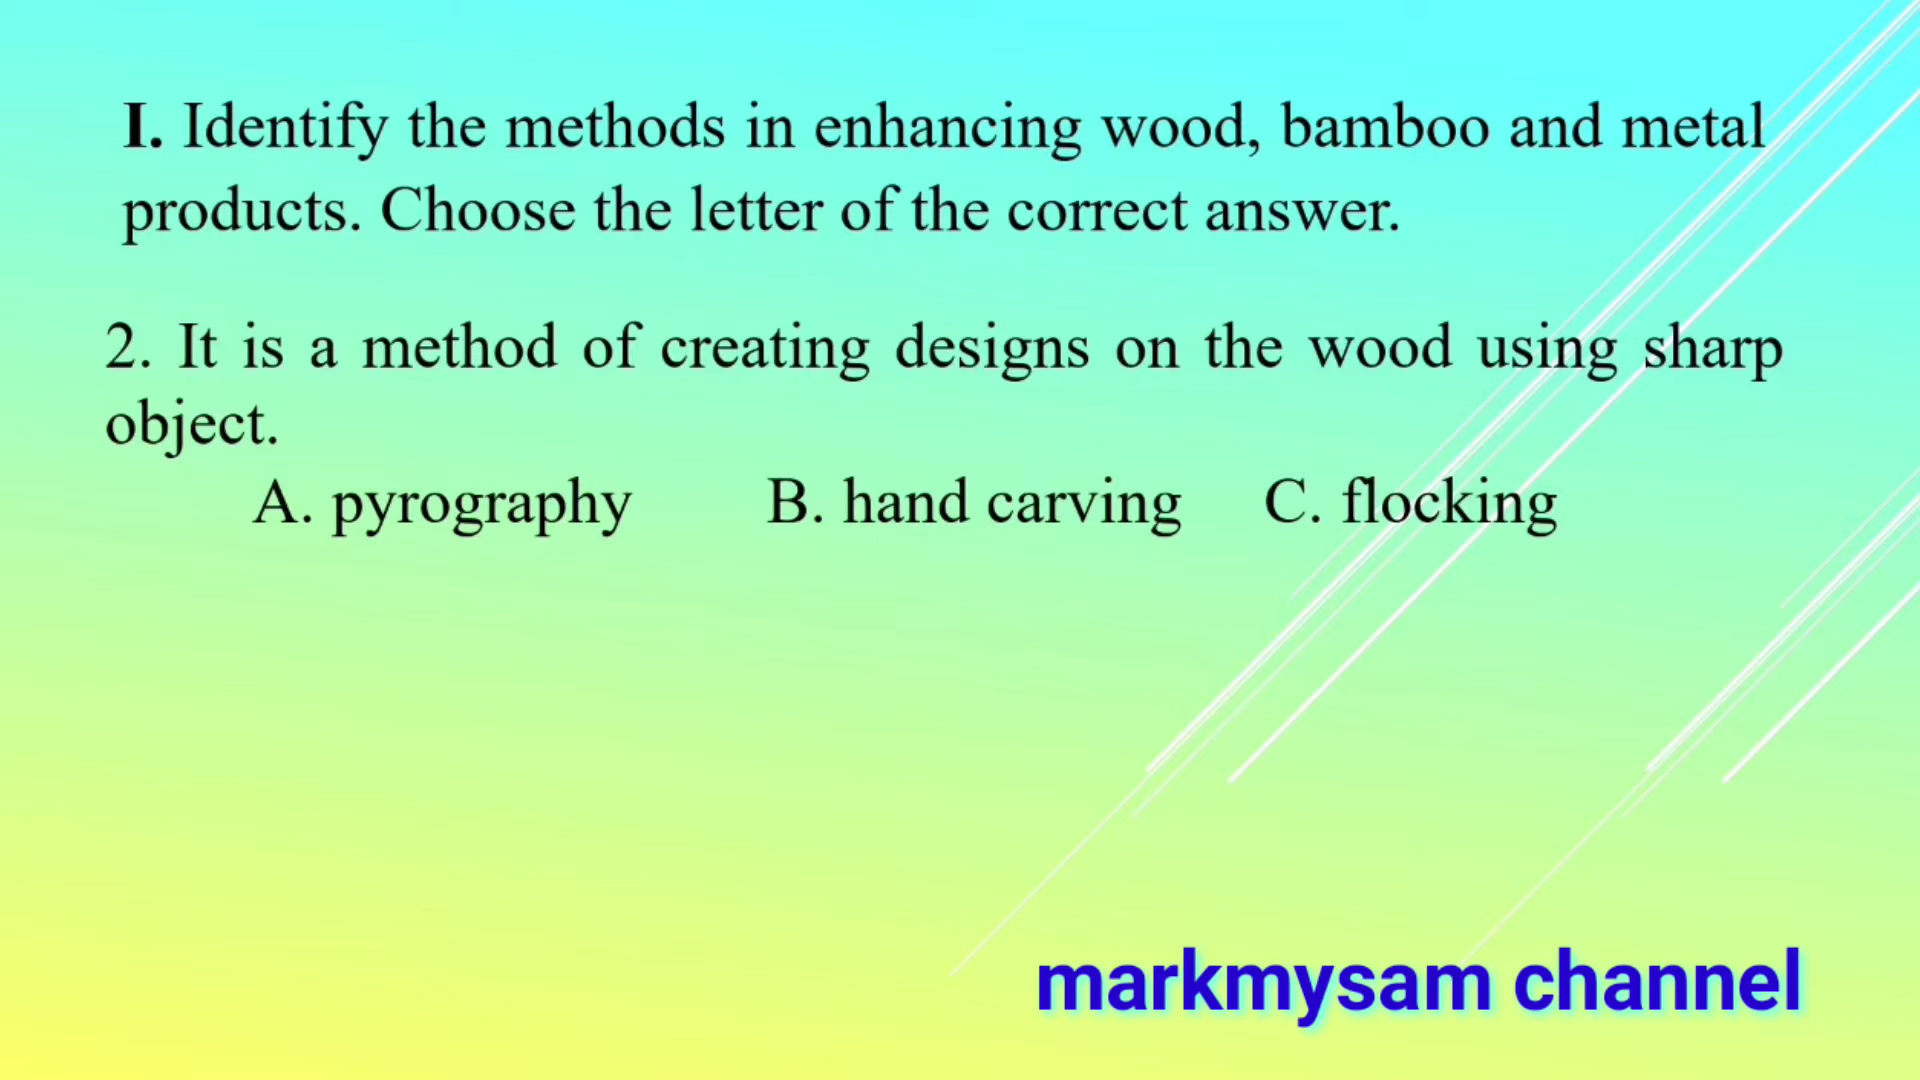 I. Identify the methods in enhancing wood, bamboo and metal
products. Choose the letter of the correct answer.
2. It is a method of creating designs on the wood using sharp
object.
A. pyrography B. hand carving C. flocking
markmysam channel